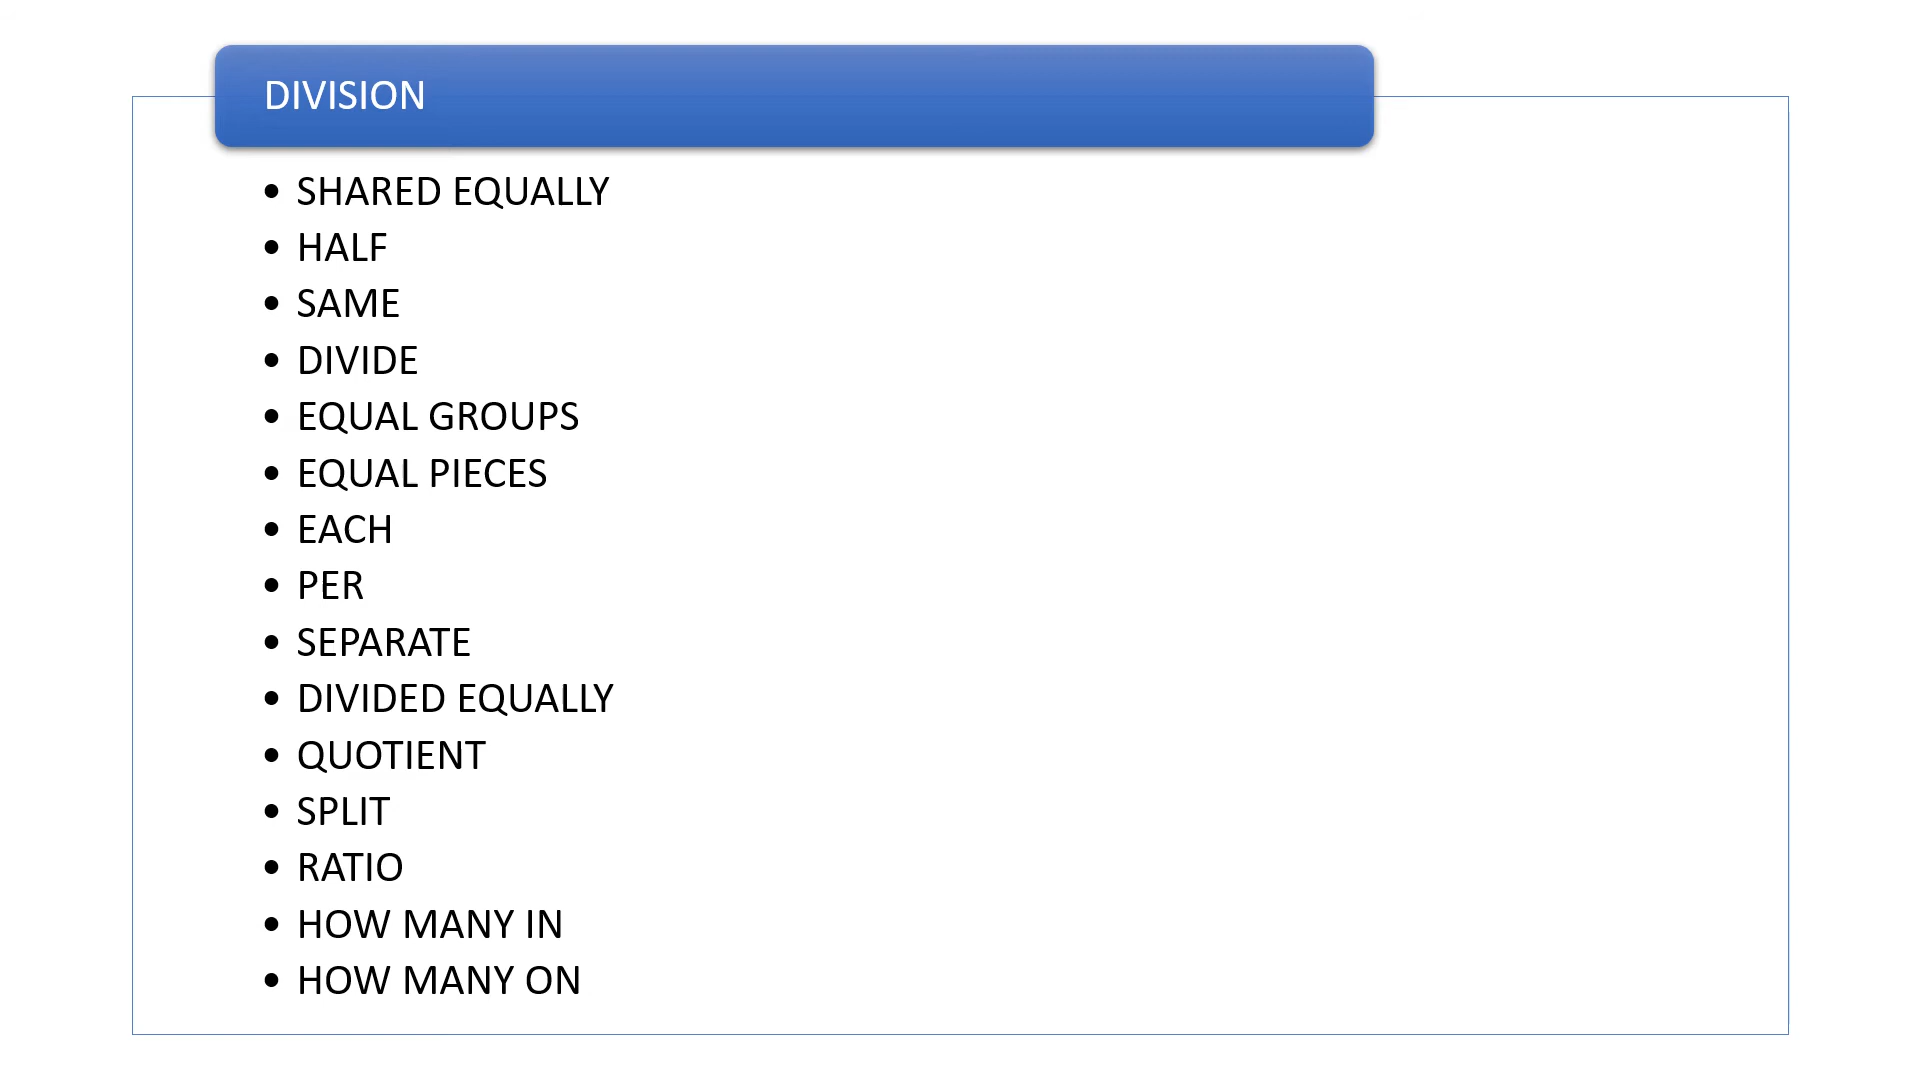 DIVISION
• SHARED EQUALLY
• HALF
• SAME
• DIVIDE
• EQUAL GROUPS
• EQUAL PIECES
• EACH
• PER
• SEPARATE
• DIVIDED EQUALLY
• QUOTIENT
• SPLIT
• RATIO
• HOW MANY IN
• HOW MANY ON